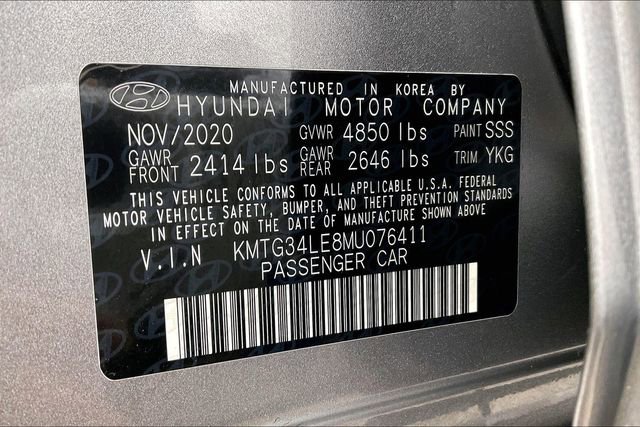 MANUFACTURED IN KOREA BY
HYUNDAI MOTOR COMPANY
NOV/2020 GVWR 4850 lbs PAINT SSS
GAWR FRONT 2414 lbs GAWR REAR 2646 lbs TRIM YKG
THIS VEHICLE CONFORMS TO ALL APPLICABLE U.S.A. FEDERAL
MOTOR VEHICLE SAFETY, BUMPER, AND THEFT PREVENTION STANDARDS
IN EFFECT ON THE DATE OF MANUFACTURE SHOWN ABOVE
V.I.N KMTG34LE8MU076411
PASSENGER CAR